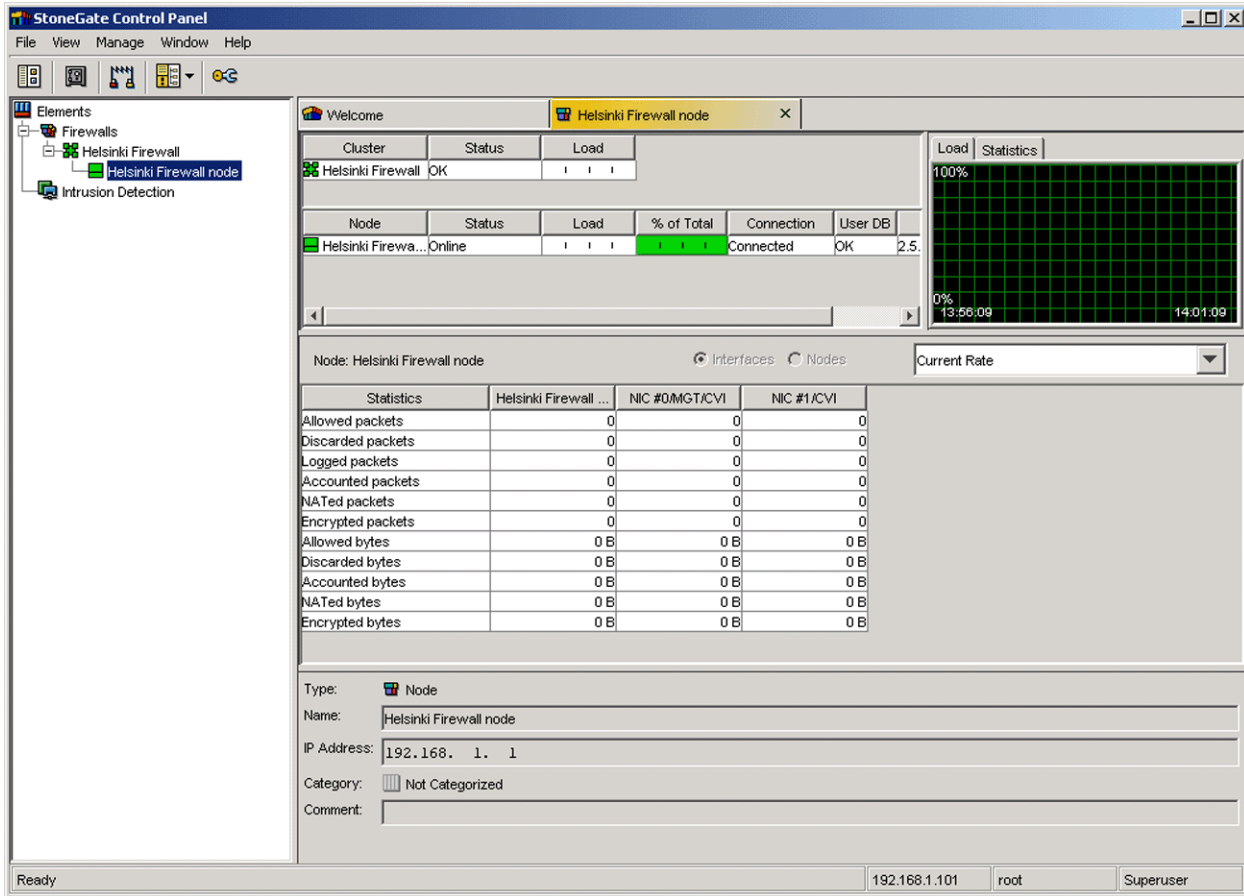 StoneGate Control Panel
File View Manage Window Help
Elements
Firewalls
Helsinki Firewall
Helsinki Firewall node
Intrusion Detection
Welcome
Helsinki Firewall node
Cluster Status Load
Helsinki Firewall OK
Node Status Load % of Total Connection User DB
Helsinki Firewa... Online Connected OK 2.5.
Load Statistics
100%
0%
13:56:09 14:01:09
Node: Helsinki Firewall node Interfaces Nodes Current Rate
Statistics Helsinki Firewall ... NIC #0/MGT/CVI NIC #1/CVI
Allowed packets 0 0 0
Discarded packets 0 0 0
Logged packets 0 0 0
Accounted packets 0 0 0
NATed packets 0 0 0
Encrypted packets 0 0 0
Allowed bytes 0 B 0 B 0 B
Discarded bytes 0 B 0 B 0 B
Accounted bytes 0 B 0 B 0 B
NATed bytes 0 B 0 B 0 B
Encrypted bytes 0 B 0 B 0 B
Type: Node
Name: Helsinki Firewall node
IP Address: 192.168. 1. 1
Category: Not Categorized
Comment:
Ready 192.168.1.101 root Superuser